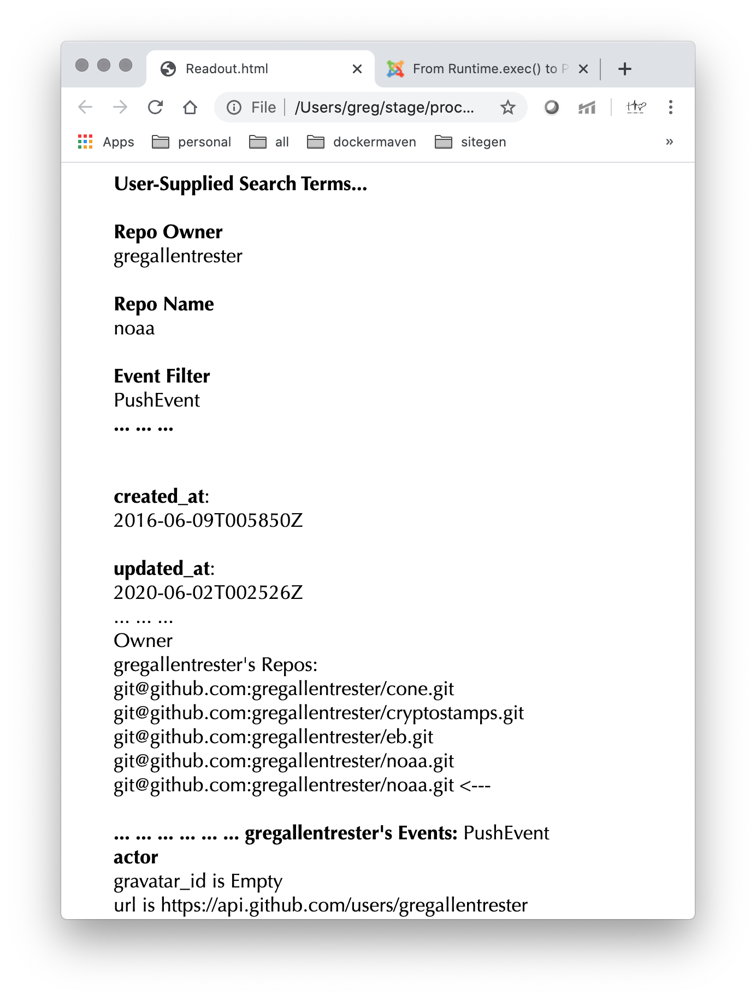 Readout.html
From Runtime.exec() to P
File /Users/greg/stage/proc...
Apps personal all dockermaven sitegen »
User-Supplied Search Terms...
Repo Owner
gregallentrester
Repo Name
noaa
Event Filter
PushEvent
... ... ...
created_at:
2016-06-09T005850Z
updated_at:
2020-06-02T002526Z
... ... ...
Owner
gregallentrester's Repos:
git@github.com:gregallentrester/cone.git
git@github.com:gregallentrester/cryptostamps.git
git@github.com:gregallentrester/eb.git
git@github.com:gregallentrester/noaa.git
git@github.com:gregallentrester/noaa.git <---
... ... ... ... ... ... gregallentrester's Events: PushEvent
actor
gravatar_id is Empty
url is https://api.github.com/users/gregallentrester